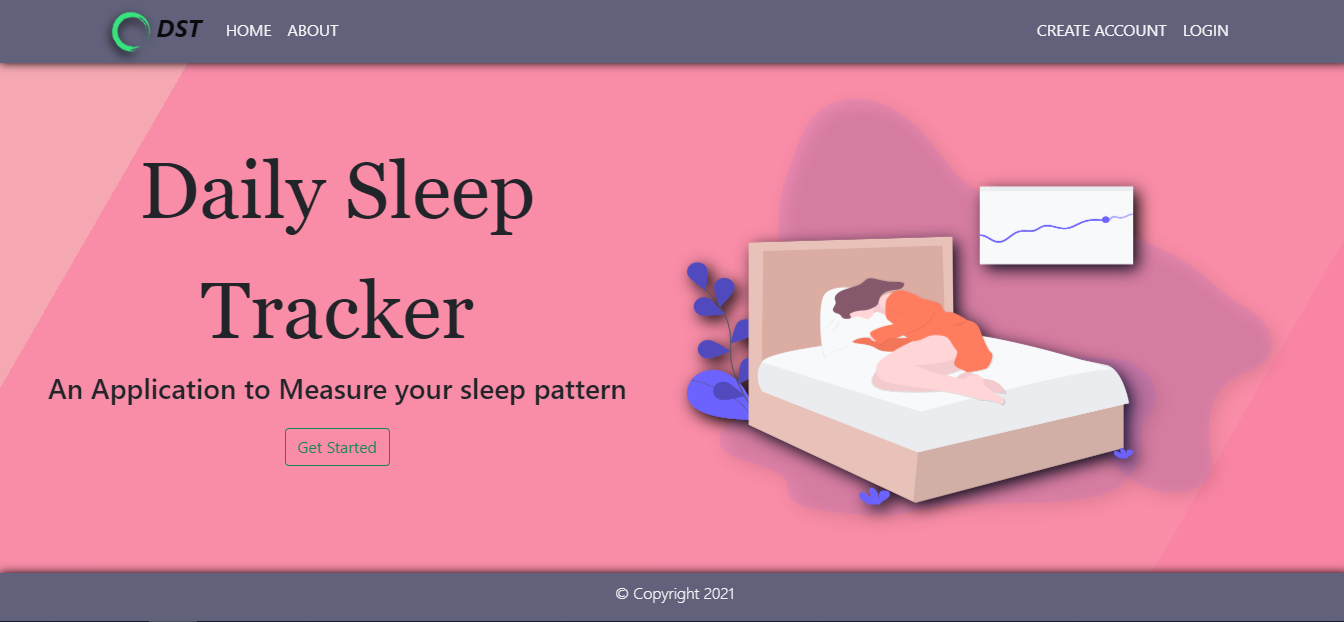 DST HOME ABOUT CREATE ACCOUNT LOGIN
Daily Sleep
Tracker
An Application to Measure your sleep pattern
Get Started
© Copyright 2021